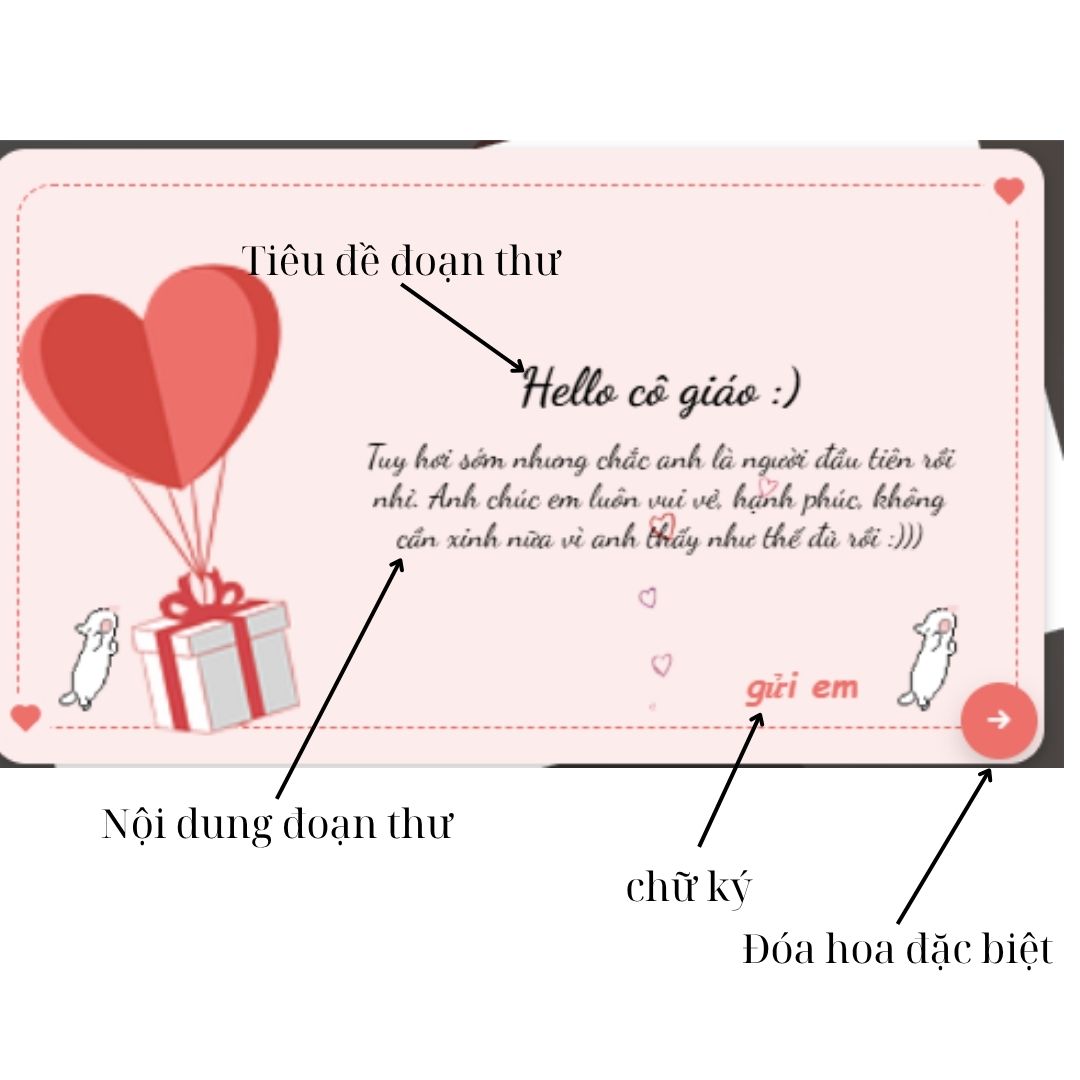 Tiêu đề đoạn thư
Hello cô giáo :)
Tuy hơi sớm nhưng chắc anh là người đầu tiên rồi
nhỉ. Anh chúc em luôn vui vẻ, hạnh phúc, không
cần xinh nữa vì anh thấy như thế đủ rồi :)))
gửi em
Nội dung đoạn thư
chữ ký
Đóa hoa đặc biệt